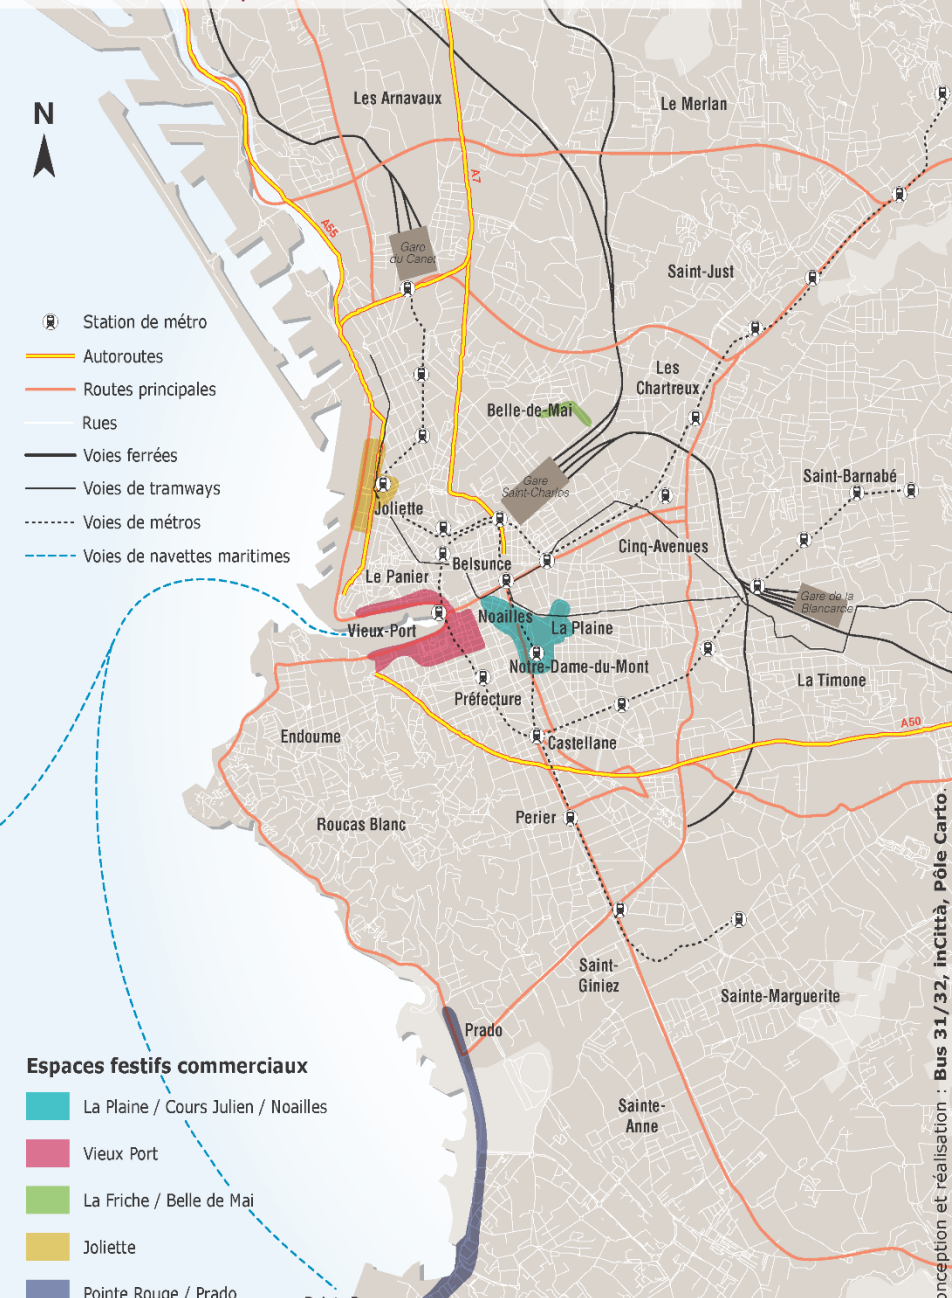 Les Arnavaux
Le Merlan
N
A7
A55
Gare
du Canet
Saint-Just
Station de métro
Autoroutes
Routes principales
Rues
Voies ferrées
Voies de tramways
Voies de métros
Voies de navettes maritimes
Les
Chartreux
Belle-de-Mai
Gare
Saint-Charles
Saint-Barnabé
Joliette
Cinq-Avenues
Belsunce
Le Panier
Gare de la
Blancarde
Noailles
Vieux-Port
La Plaine
Notre-Dame-du-Mont
La Timone
Préfecture
A50
Endoume
Castellane
Perier
Roucas Blanc
Saint-
Giniez
Sainte-Marguerite
Prado
Sainte-
Anne
Espaces festifs commerciaux
La Plaine / Cours Julien / Noailles
Vieux Port
La Friche / Belle de Mai
Joliette
Pointe Rouge / Prado
onception et réalisation : Bus 31/32, inCittà, Pôle Carto.